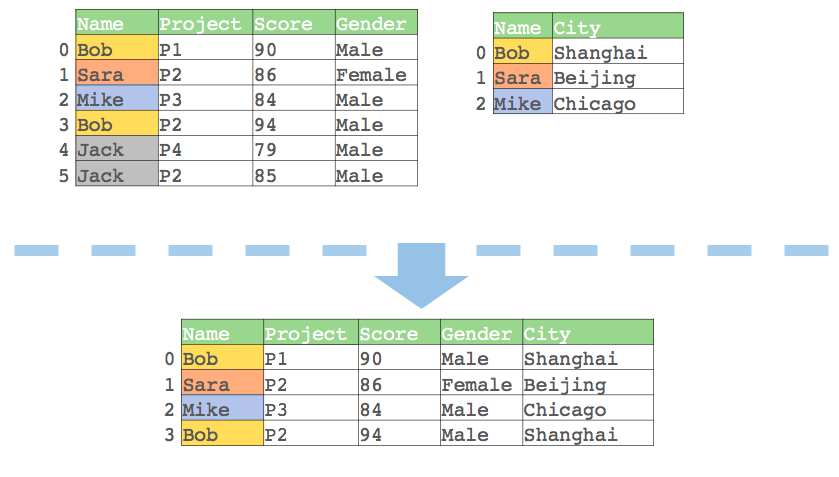 Name Project Score Gender
0 Bob P1 90 Male
1 Sara P2 86 Female
2 Mike P3 84 Male
3 Bob P2 94 Male
4 Jack P4 79 Male
5 Jack P2 85 Male
Name City
0 Bob Shanghai
1 Sara Beijing
2 Mike Chicago
Name Project Score Gender City
0 Bob P1 90 Male Shanghai
1 Sara P2 86 Female Beijing
2 Mike P3 84 Male Chicago
3 Bob P2 94 Male Shanghai